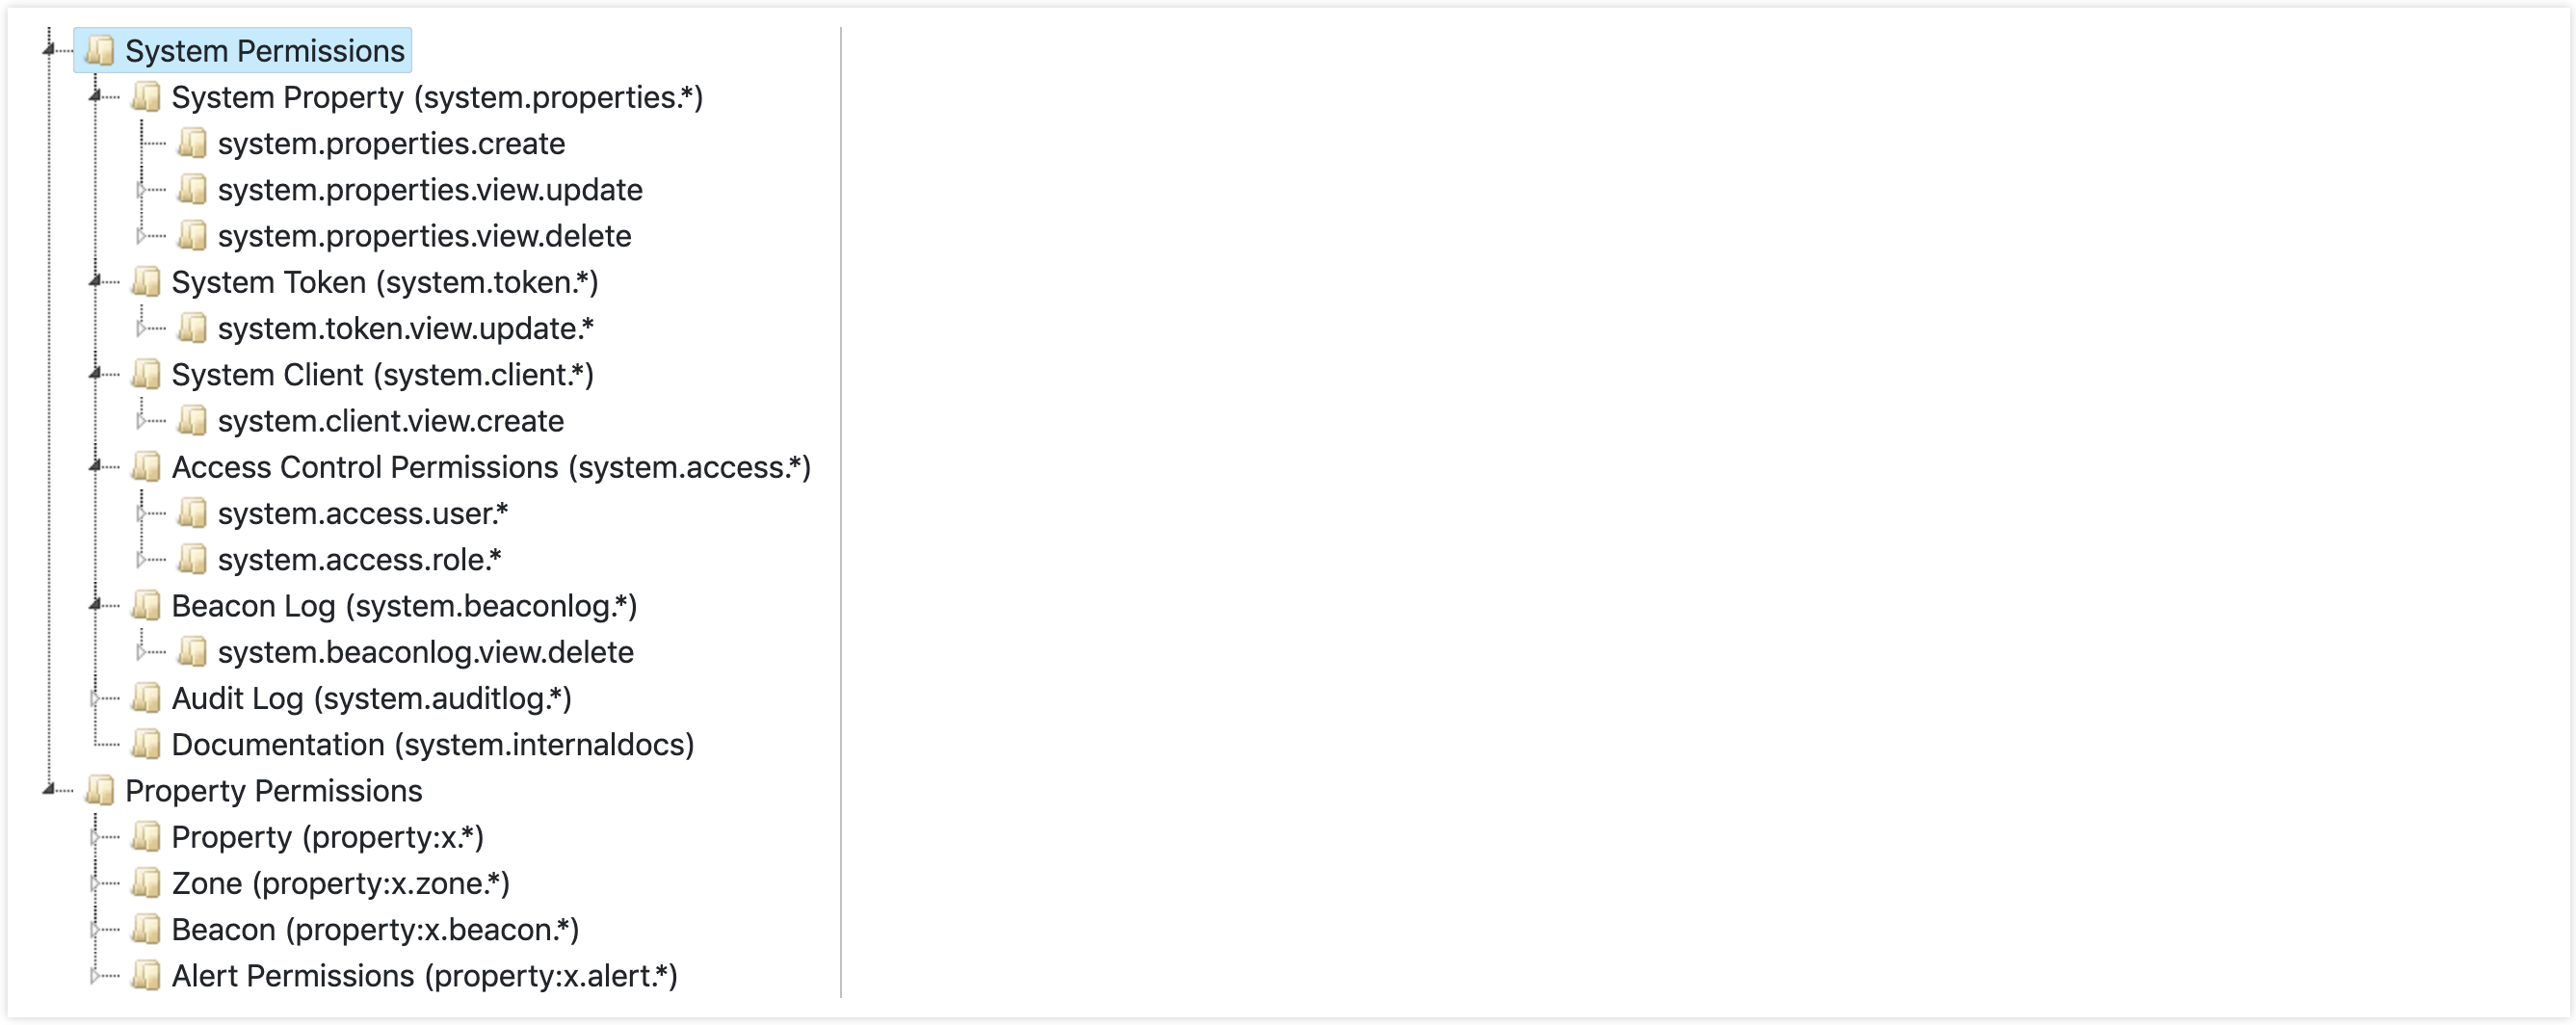 System Permissions
System Property (system.properties.*)
system.properties.create
system.properties.view.update
system.properties.view.delete
System Token (system.token.*)
system.token.view.update.*
System Client (system.client.*)
system.client.view.create
Access Control Permissions (system.access.*)
system.access.user.*
system.access.role.*
Beacon Log (system.beaconlog.*)
system.beaconlog.view.delete
Audit Log (system.auditlog.*)
Documentation (system.internaldocs)
Property Permissions
Property (property:x.*)
Zone (property:x.zone.*)
Beacon (property:x.beacon.*)
Alert Permissions (property:x.alert.*)